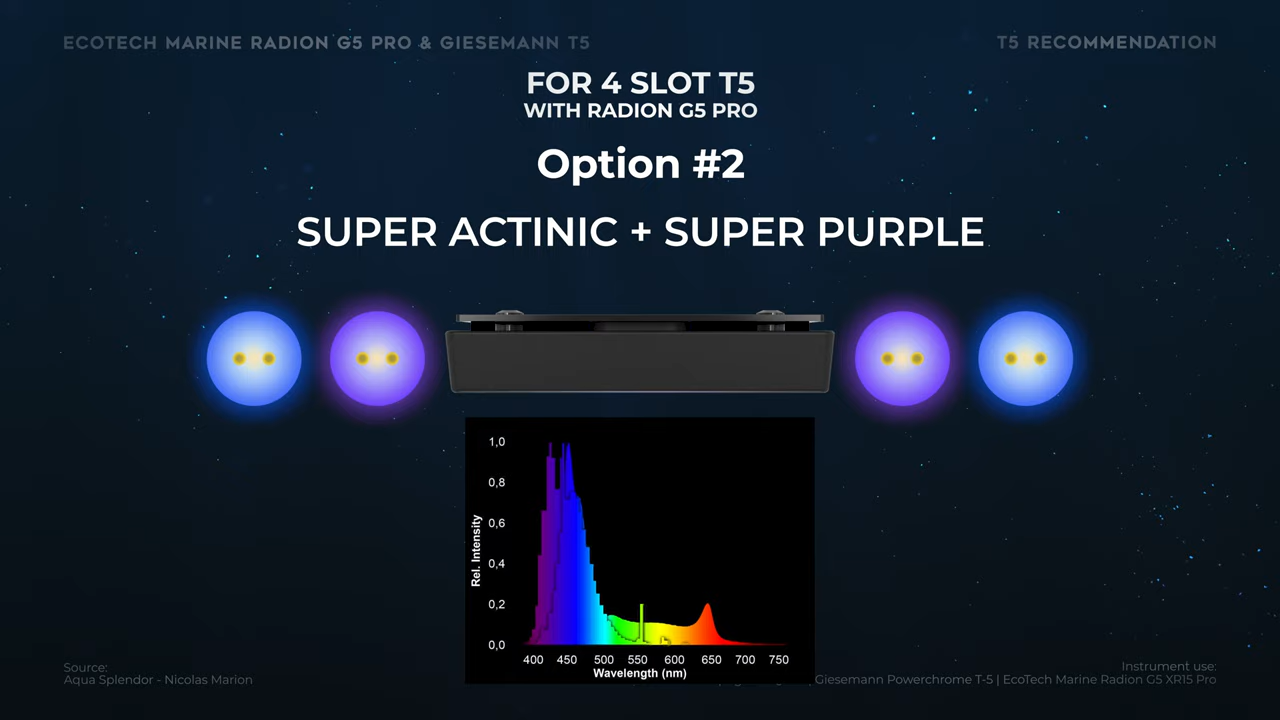 ECOTECH MARINE RADION G5 PRO & GIESEMANN T5
T5 RECOMMENDATION
FOR 4 SLOT T5
WITH RADION G5 PRO
Option #2
SUPER ACTINIC + SUPER PURPLE
1,0
0,8
0,6
0,4
0,2
0,0
Rel. Intensity
400 450 500 550 600 650 700 750
Wavelength (nm)
Source:
Aqua Splendor - Nicolas Marion
Instrument use:
| Giesemann Powerchrome T-5 | EcoTech Marine Radion G5 XR15 Pro